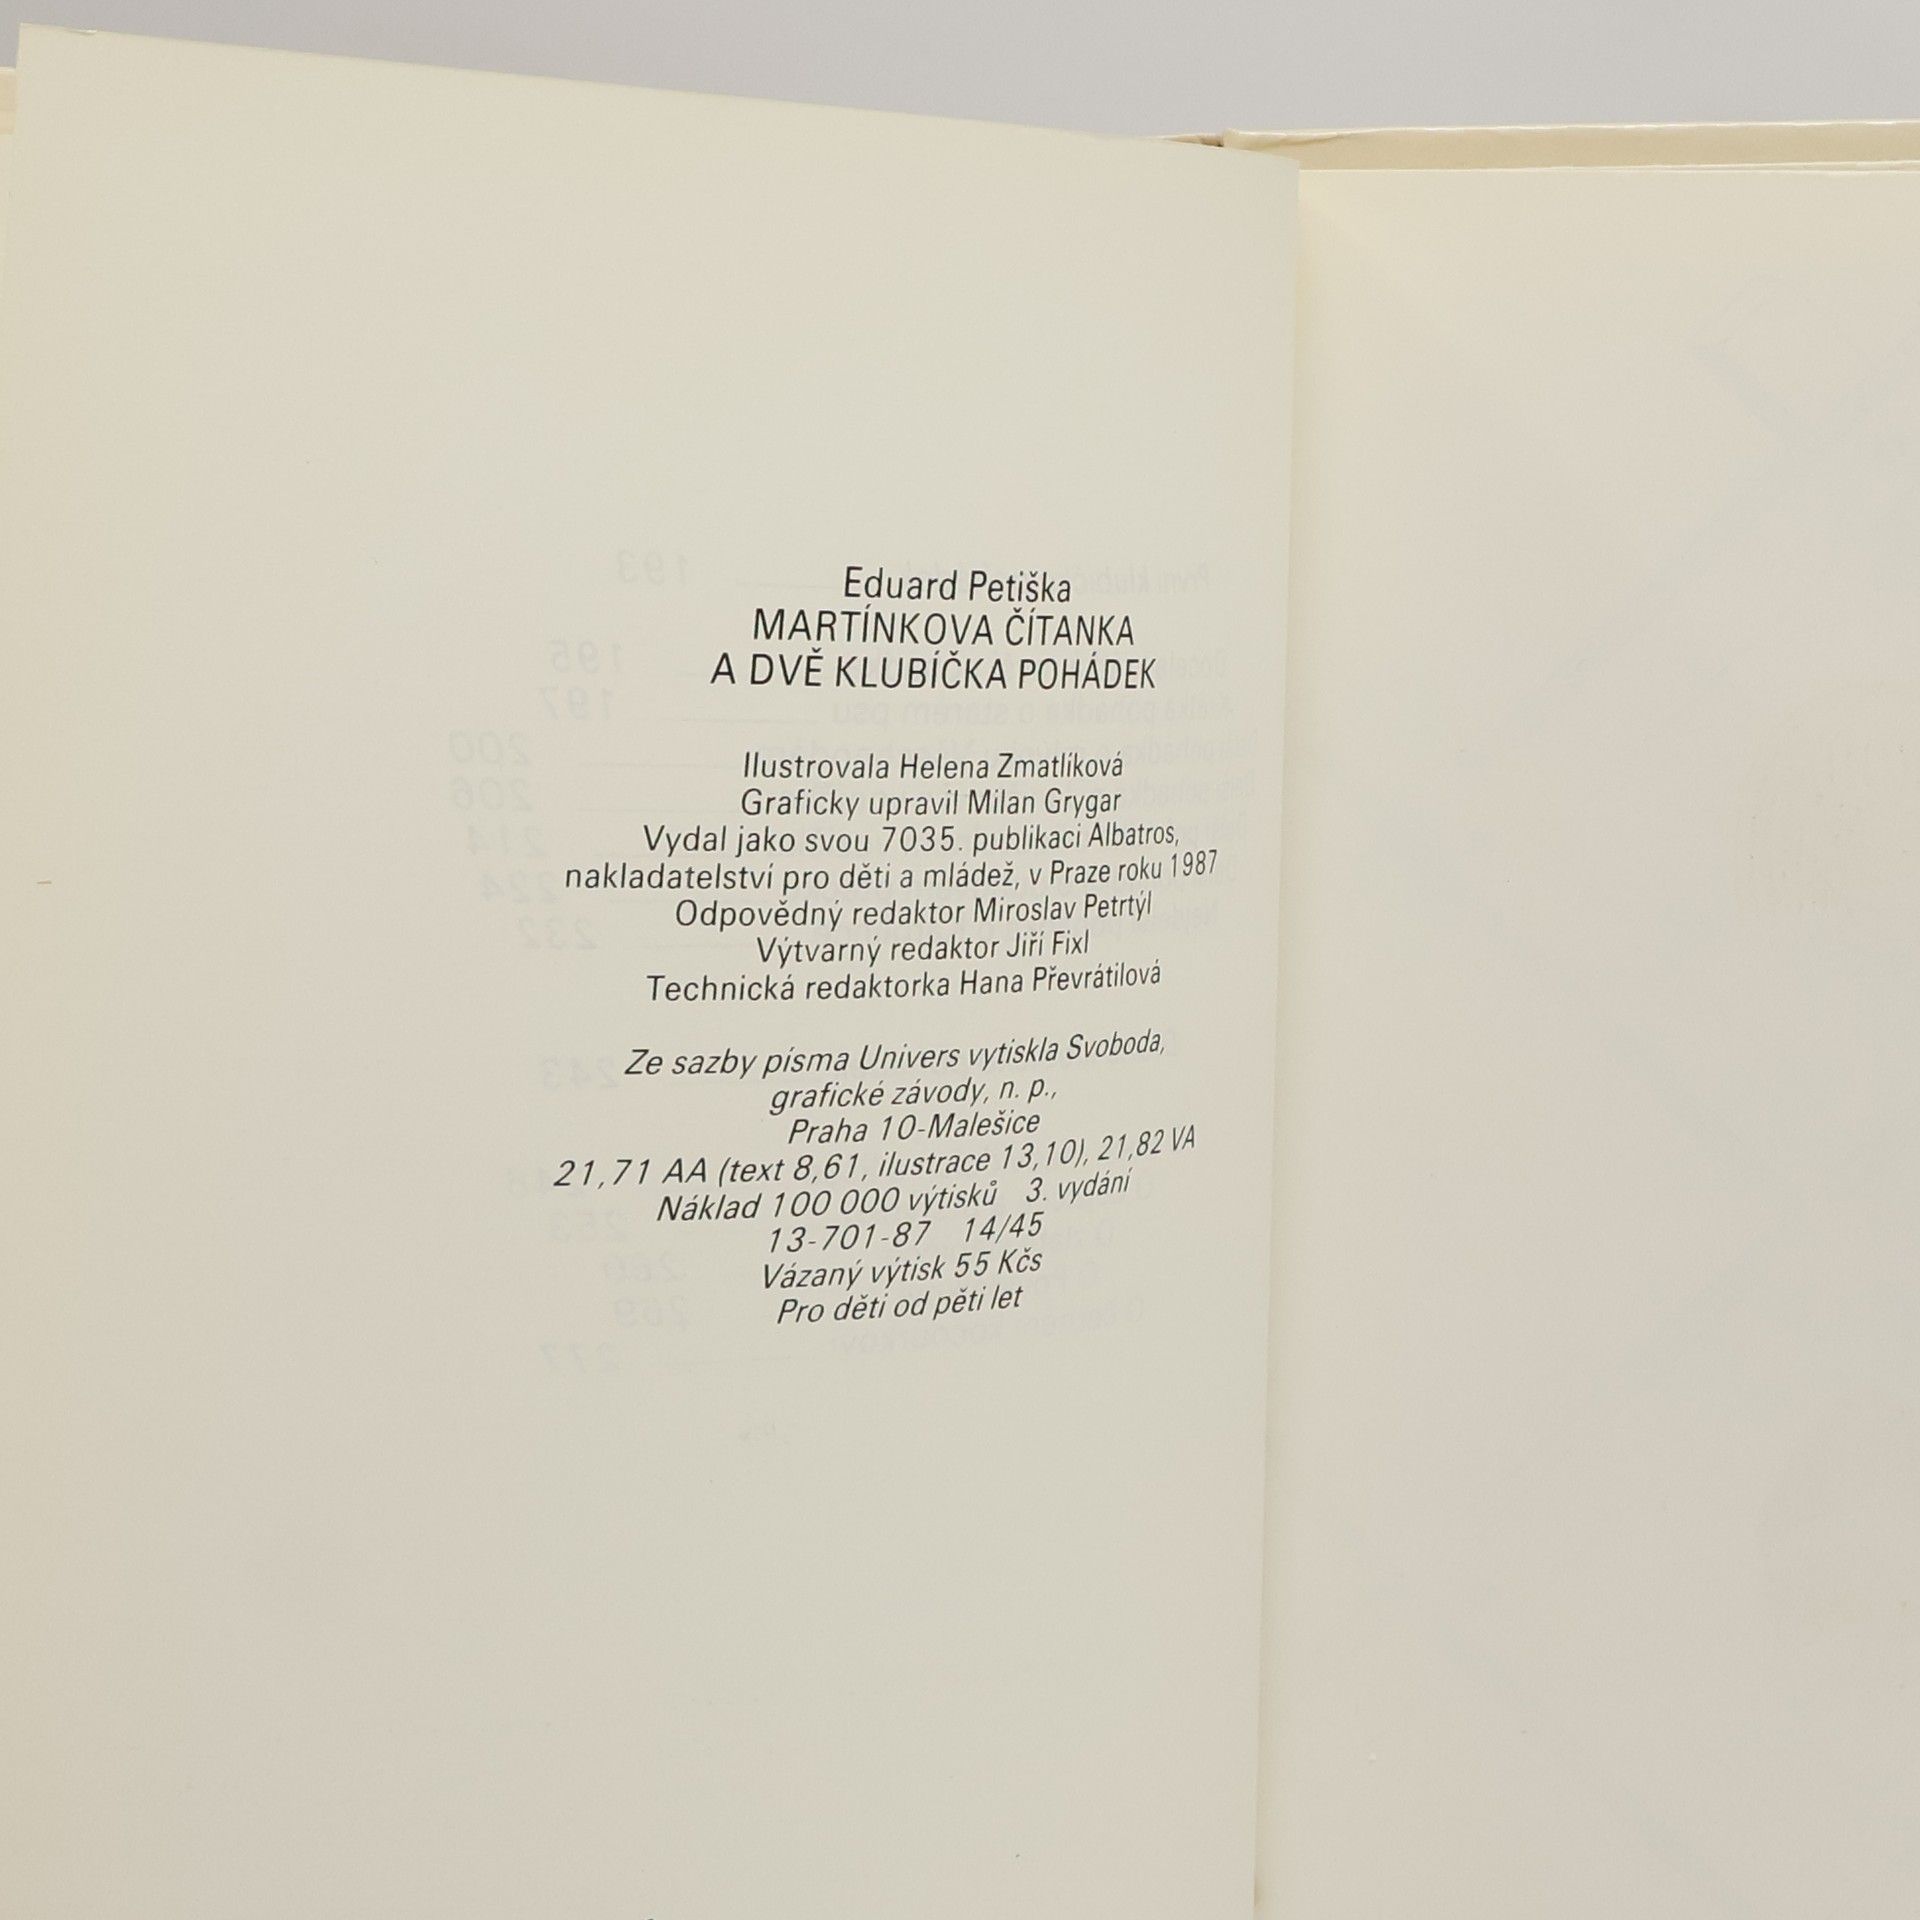 Eduard Petiška
MARTÍNKOVA ČÍTANKA
A DVĚ KLUBÍČKA POHÁDEK
Ilustrovala Helena Zmatlíková
Graficky upravil Milan Grygar
Vydal jako svou 7035. publikaci Albatros,
nakladatelství pro děti a mládež, v Praze roku 1987
Odpovědný redaktor Miroslav Petrtýl
Výtvarný redaktor Jiří Fixl
Technická redaktorka Hana Převrátilová
Ze sazby písma Univers vytiskla Svoboda,
grafické závody, n. p.,
Praha 10-Malešice
21,71 AA (text 8,61, ilustrace 13,10), 21,82 VA
Náklad 100 000 výtisků 3. vydání
13-701-87 14/45
Vázaný výtisk 55 Kčs
Pro děti od pěti let